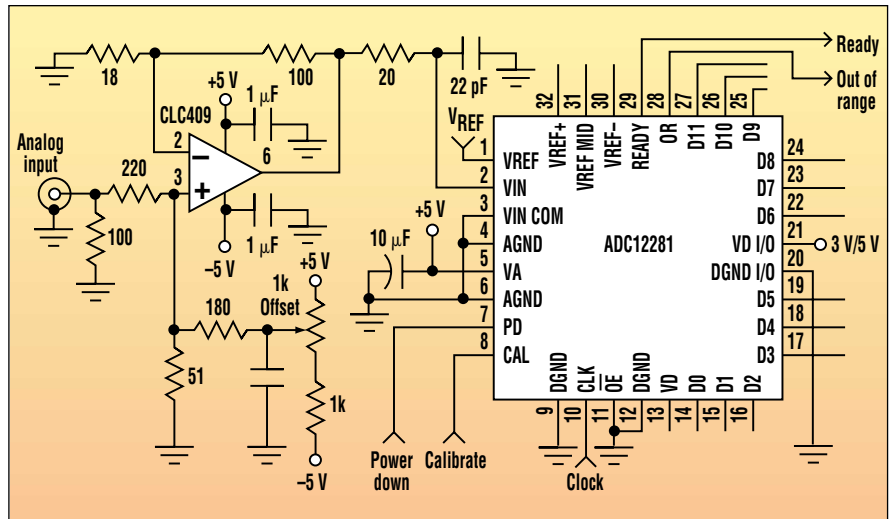 18
100
20
22 pF
+5 V
1 µF
CLC409
2
6
3
−
+
Analog
input
220
100
1 µF
−5 V
+5 V
1k
Offset
180
51
1k
−5 V
VREF
10 µF
+5 V
Power
down
Calibrate
Clock
Ready
Out of
range
3 V/5 V
ADC12281
1 VREF
2 VIN
3 VIN COM
4 AGND
5 VA
6 AGND
7 PD
8 CAL
9 DGND
10 CLK
11 OE
12 DGND
13 VD
14 D0
15 D1
16 D2
32 VREF+
31 VREF MID
30 VREF−
29 READY
28 OR
27 D11
26 D10
25 D9
D8 24
D7 23
D6 22
VD I/O 21
DGND I/O 20
D5 19
D4 18
D3 17